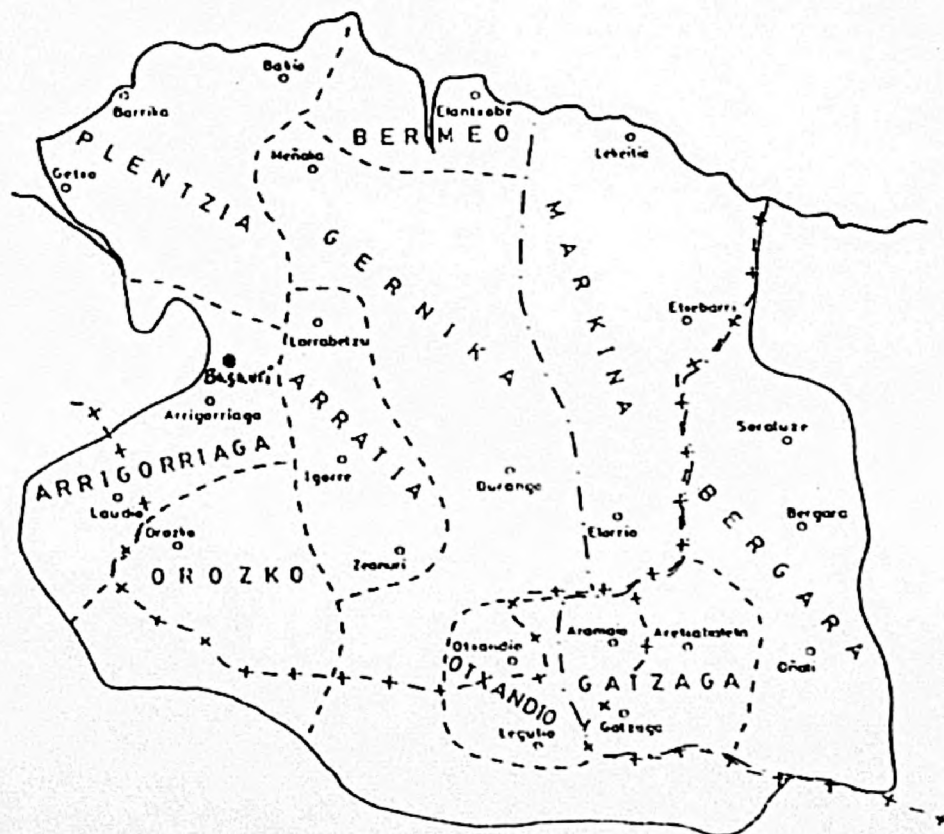 Bakio
Barrika
Elantxobe
BERMEO
Lekeitio
PLENTZIA
Meñaka
Getxo
GERNIKA
MARKINA
Etxebarri
Larrabetzu
Basauri
Arrigorriaga
ARRATIA
Soraluze
ARRIGORRIAGA
Igorre
Durango
BERGARA
Laudio
Bergara
Elorrio
Orozko
Zeanuri
OROZKO
Aramaio
Aretxabaleta
Otxandio
Oñati
OTXANDIO
GATZAGA
Gatzaga
Legutio